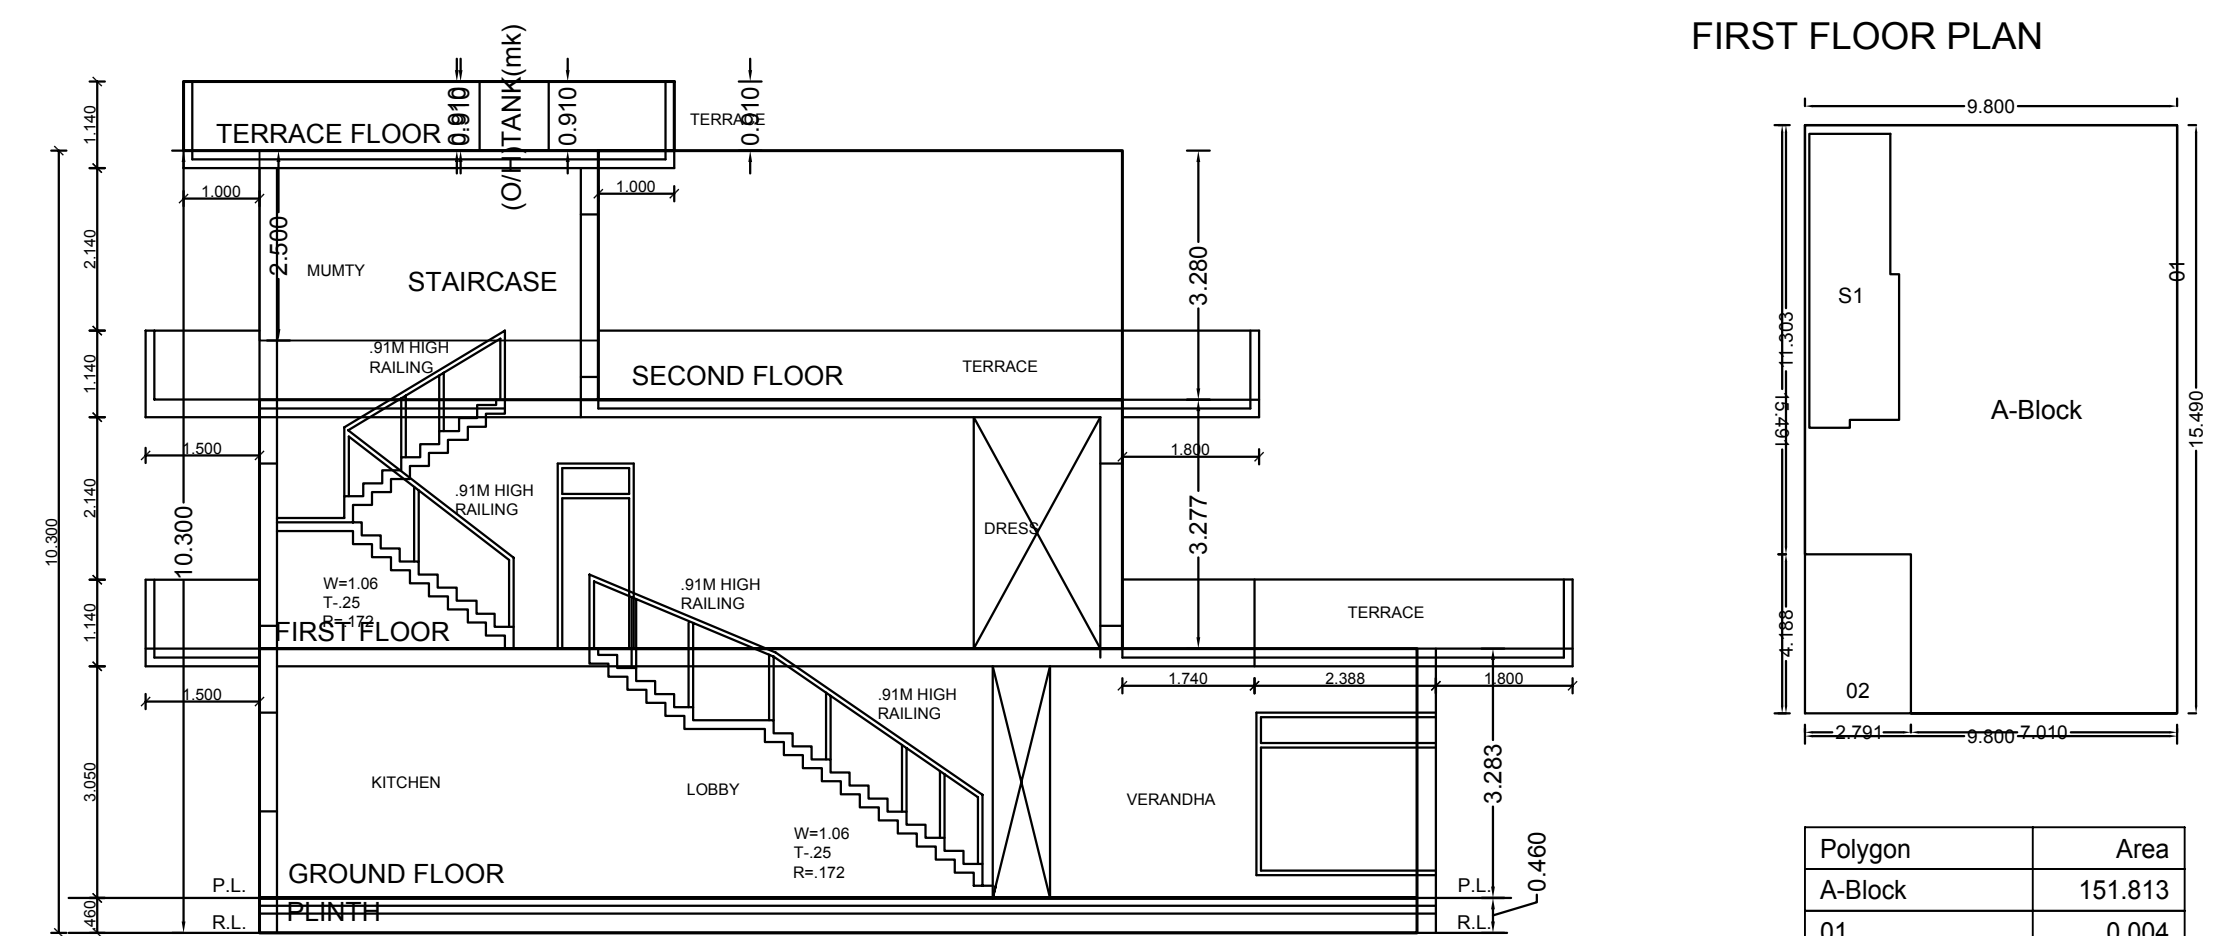 FIRST FLOOR PLAN
(O/H)TANK(mk)
1.140
TERRACE FLOOR
0.910
0.910
0.910
TERRACE
0.910
9.800
1.000
1.000
2.140
2.500
MUMTY
STAIRCASE
3.280
01
S1
11.303
1.140
.91M HIGH
RAILING
SECOND FLOOR
TERRACE
A-Block
15.491
15.490
1.500
1.800
2.140
.91M HIGH
RAILING
DRESS
3.277
10.300
10.300
W=1.06
T-.25
R=.172
.91M HIGH
RAILING
TERRACE
1.140
FIRST FLOOR
4.188
1.500
1.740
2.388
1.800
.91M HIGH
RAILING
02
2.791
9.800
7.010
3.050
KITCHEN
LOBBY
VERANDHA
3.283
W=1.06
T-.25
R=.172
0.460
GROUND FLOOR
P.L.
P.L.
PLINTH
.460
R.L.
R.L.
Polygon Area
A-Block 151.813
01 0.004